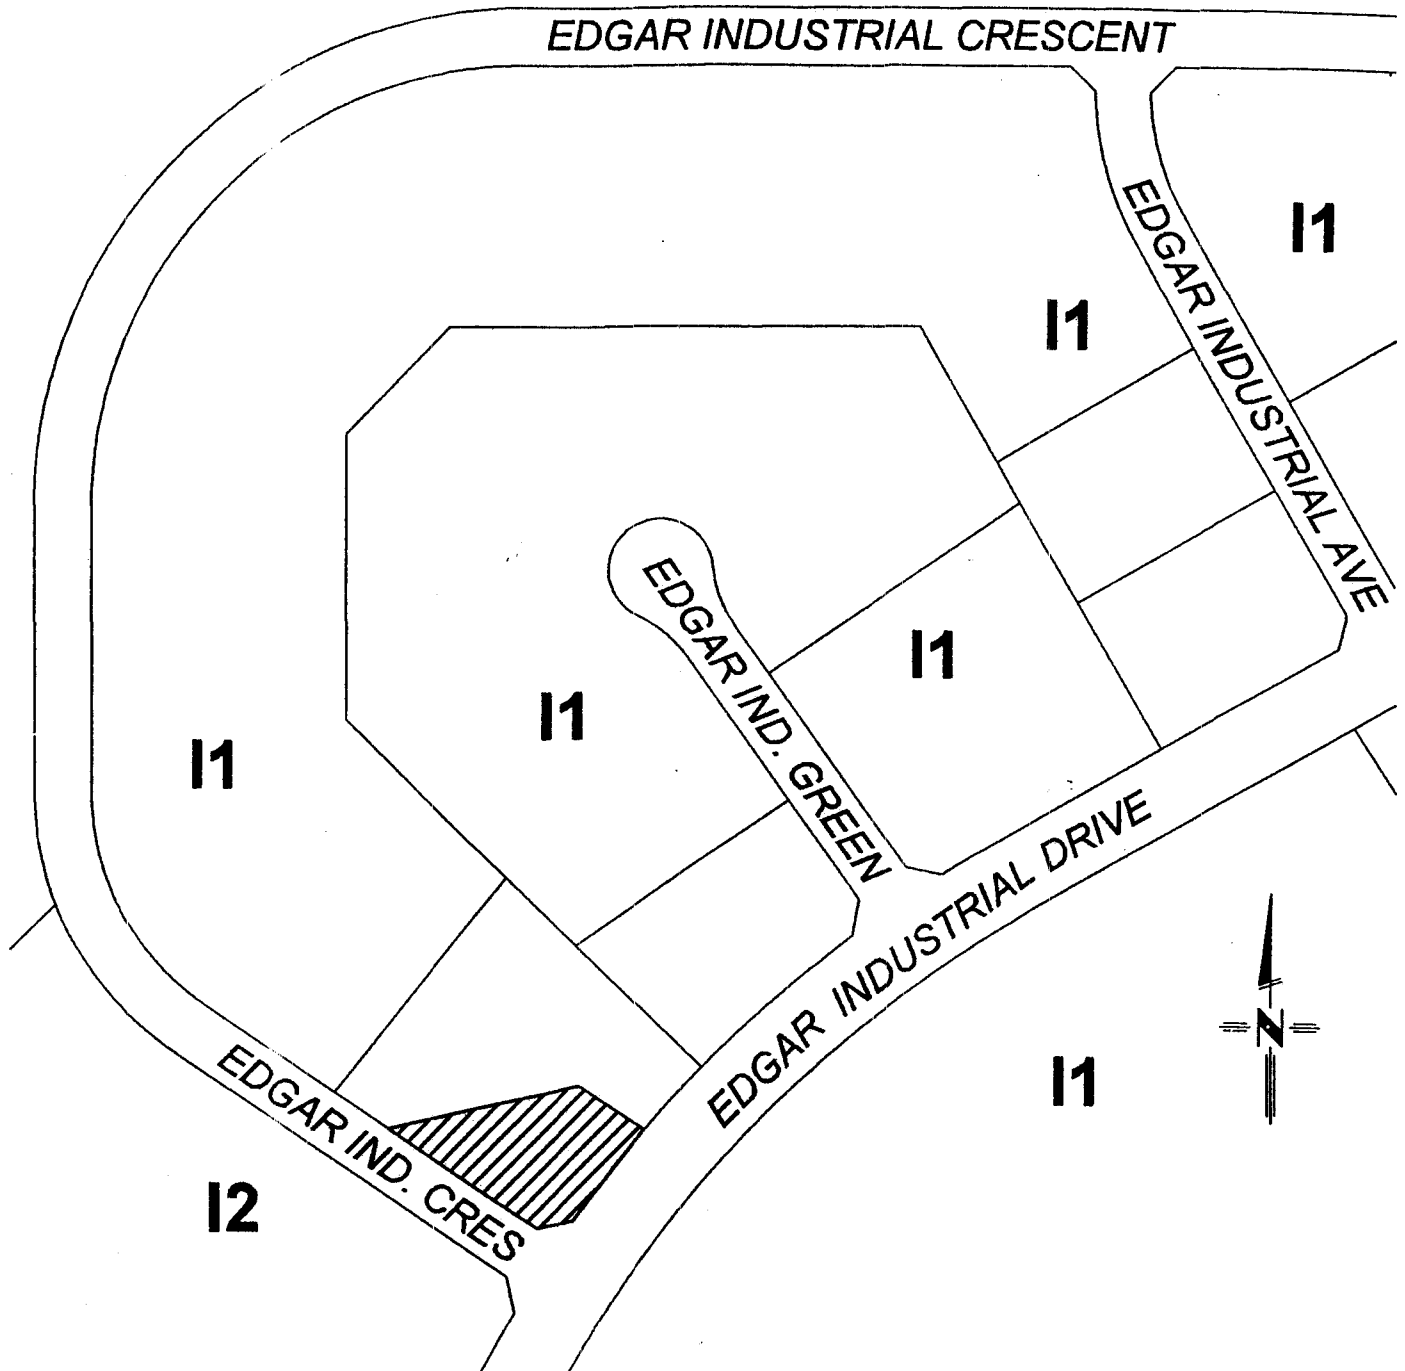 EDGAR INDUSTRIAL CRESCENT
EDGAR INDUSTRIAL AVE
I1
I1
EDGAR IND. GREEN
I1
I1
I1
EDGAR INDUSTRIAL DRIVE
N
I1
EDGAR IND. CRES
I2